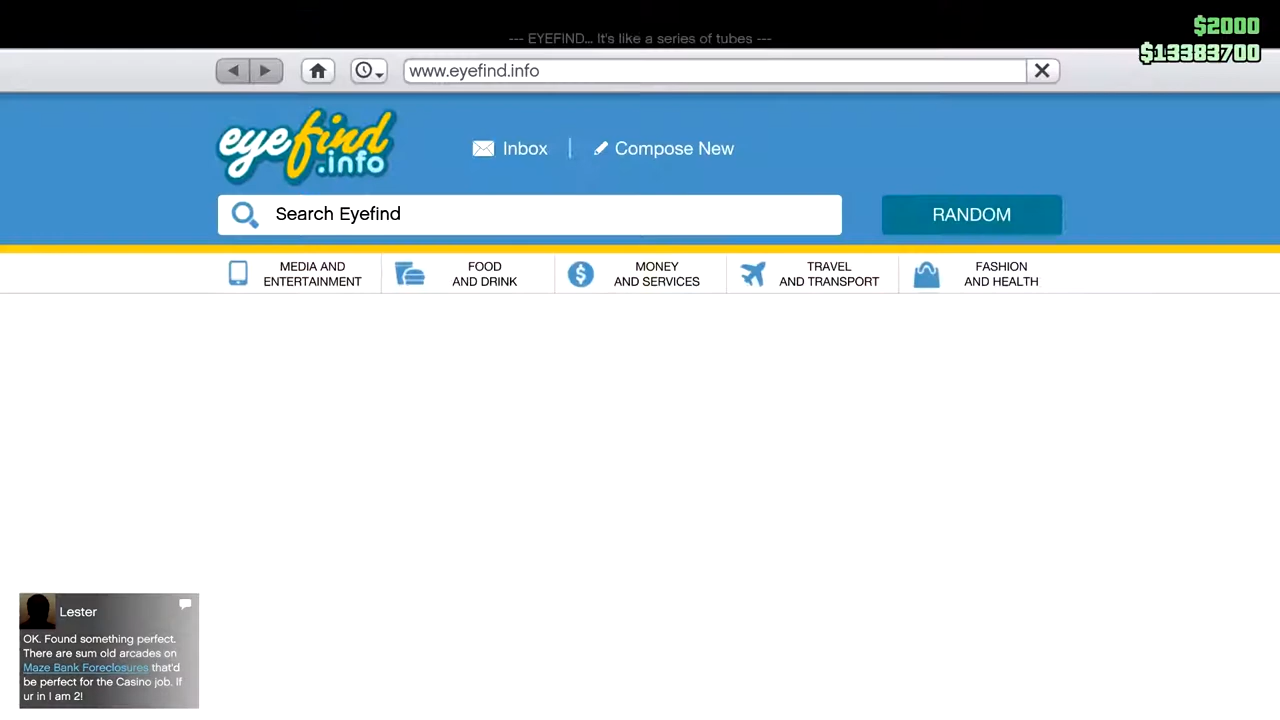 --- EYEFIND... It's like a series of tubes ---
$2000
$13383700
www.eyefind.info
eyefind
.info
Inbox
Compose New
Search Eyefind
RANDOM
MEDIA AND
ENTERTAINMENT
FOOD
AND DRINK
MONEY
AND SERVICES
TRAVEL
AND TRANSPORT
FASHION
AND HEALTH
Lester
OK. Found something perfect.
There are sum old arcades on
Maze Bank Foreclosures that'd
be perfect for the Casino job. If
ur in I am 2!